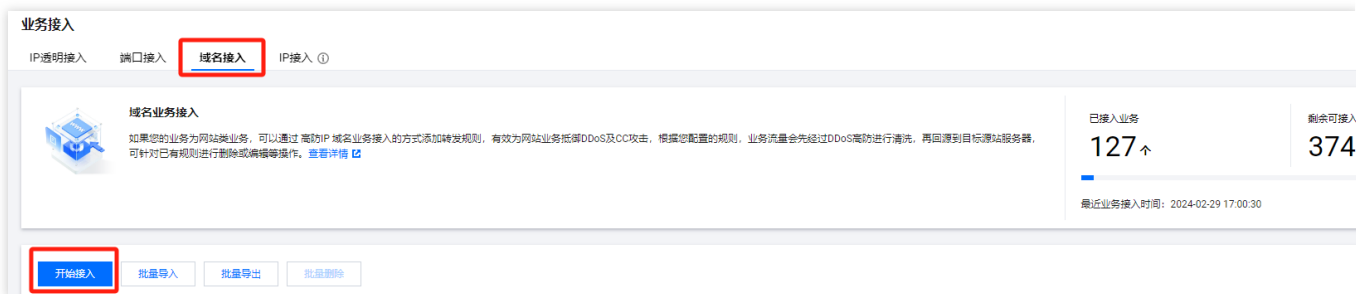 业务接入
IP透明接入 端口接入 域名接入 IP接入
域名业务接入
如果您的业务为网站类业务，可以通过 高防IP 域名业务接入的方式添加转发规则，有效为网站业务抵御DDoS及CC攻击，根据您配置的规则，业务流量会先经过DDoS高防进行清洗，再回源到目标源站服务器，
可针对已有规则进行删除或编辑等操作。查看详情
已接入业务
127个
剩余可接入
374
最近业务接入时间：2024-02-29 17:00:30
开始接入 批量导入 批量导出 批量删除